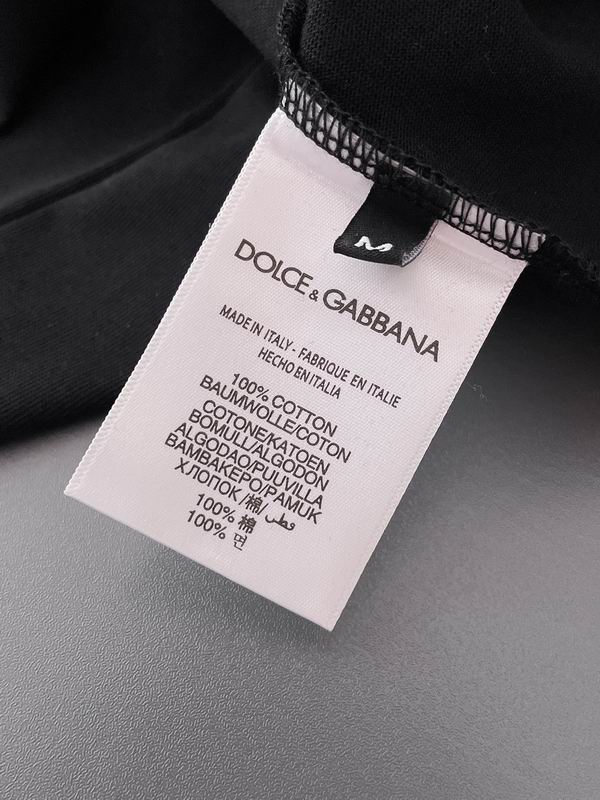 M
DOLCE & GABBANA
MADE IN ITALY - FABRIQUE EN ITALIE
HECHO EN ITALIA
100% COTTON
BAUMWOLLE/COTON
COTONE/KATOEN
BOMULL/ALGODON
ALGODAO/PUUVILLA
BAMBAKEPO/PAMUK
ХЛОПОК/棉/قطن
100% 棉
100% 면